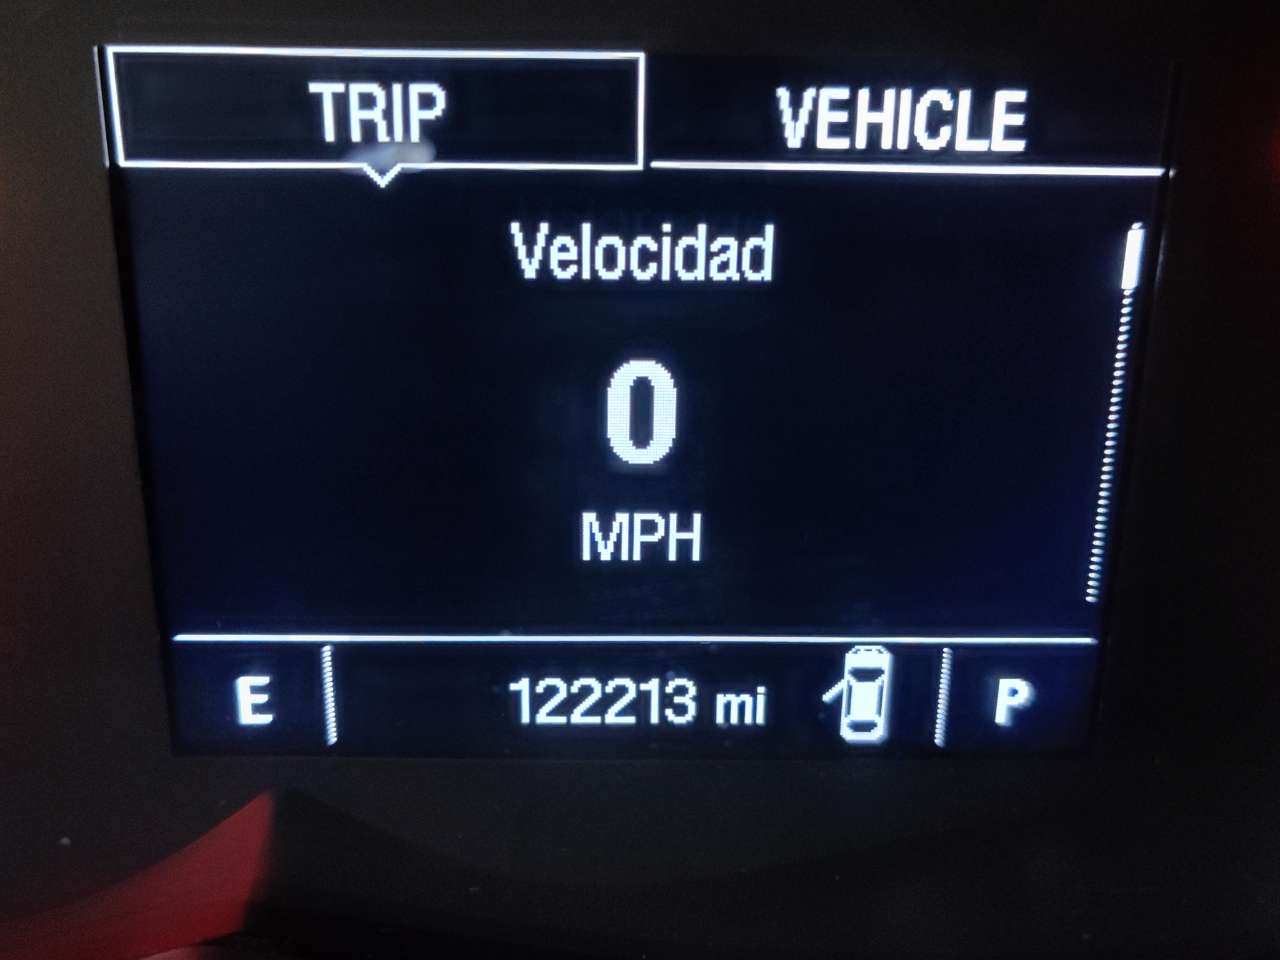 TRIP VEHICLE
Velocidad
0
MPH
E 122213 mi P